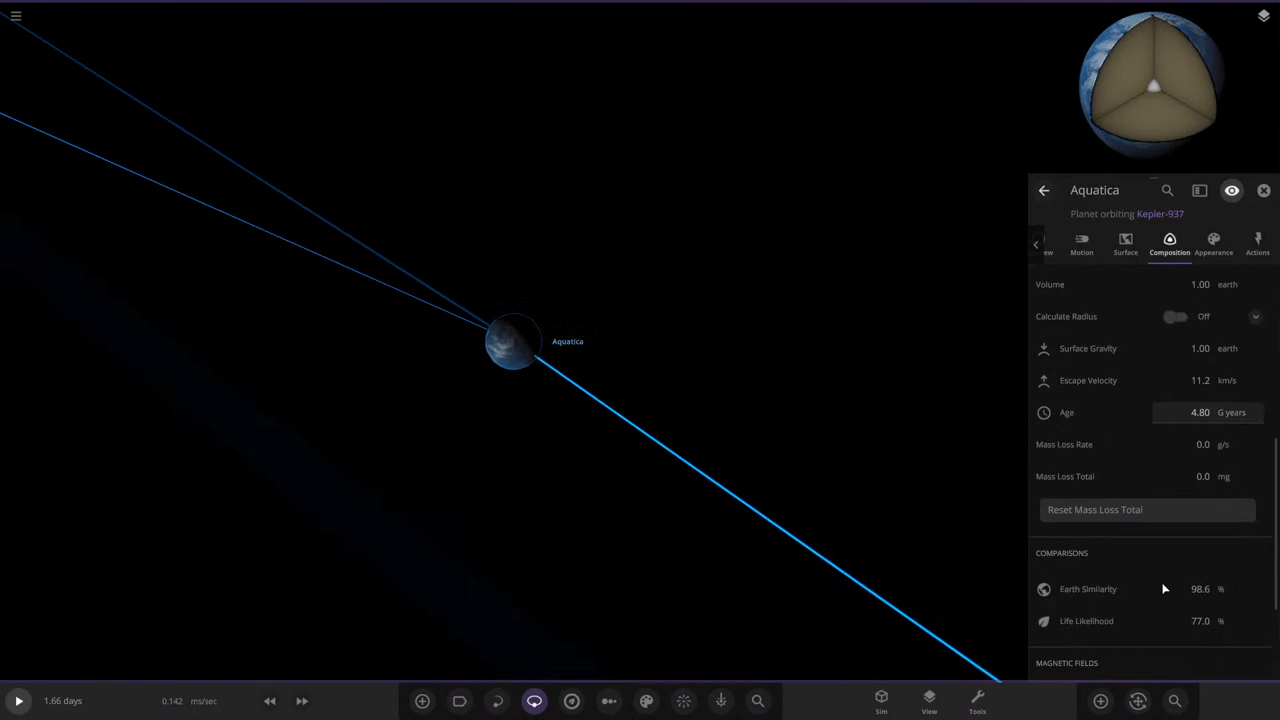 Aquatica
Planet orbiting Kepler-937
ew Motion Surface Composition Appearance Actions
Volume 1.00 earth
Calculate Radius Off
Surface Gravity 1.00 earth
Aquatica
Escape Velocity 11.2 km/s
Age 4.80 G years
Mass Loss Rate 0.0 g/s
Mass Loss Total 0.0 mg
Reset Mass Loss Total
COMPARISONS
Earth Similarity 98.6 %
Life Likelihood 77.0 %
MAGNETIC FIELDS
1.66 days 0.142 ms/sec
Sim View Tools